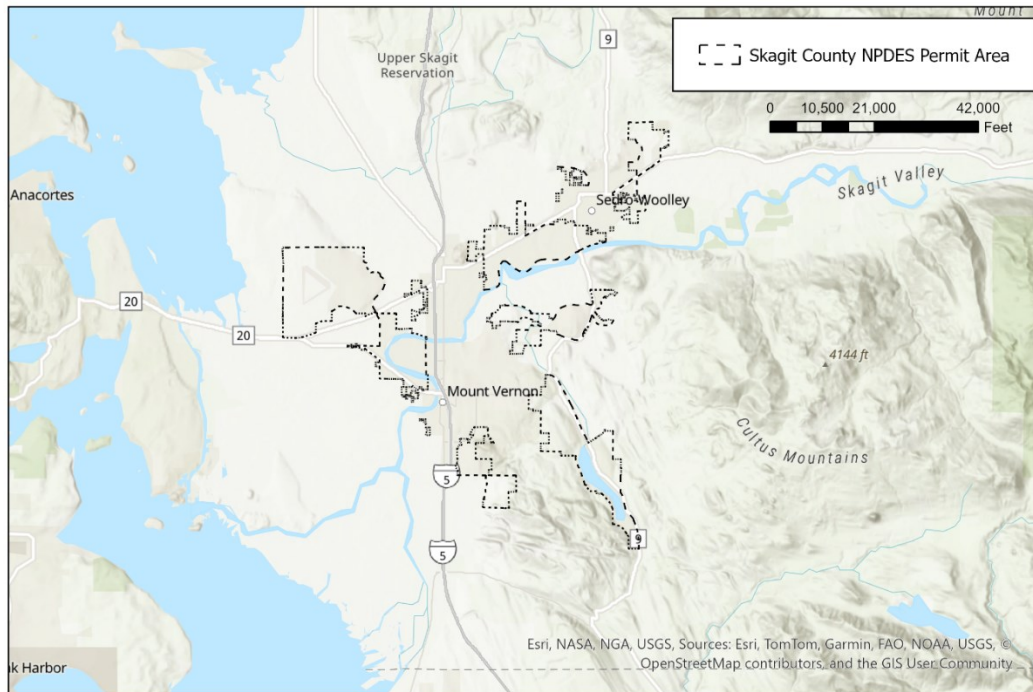 Mount
9
Upper Skagit
Reservation
Skagit County NPDES Permit Area
0 10,500 21,000 42,000
Feet
Anacortes
Sedro-Woolley
Skagit Valley
20
20
4144 ft
Mount Vernon
Cultus Mountains
5
9
5
Esri, NASA, NGA, USGS, Sources: Esri, TomTom, Garmin, FAO, NOAA, USGS, ©
OpenStreetMap contributors, and the GIS User Community
ak Harbor